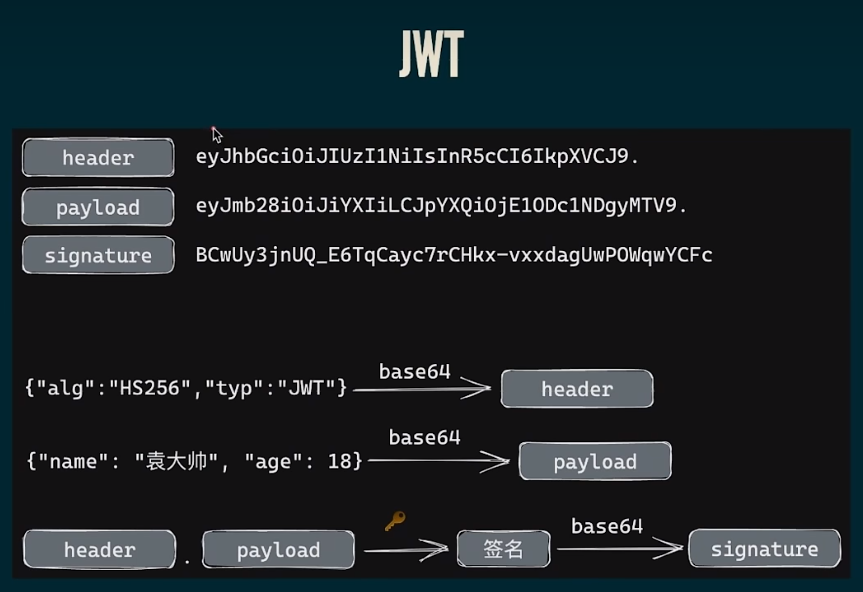 JWT
header eyJhbGciOiJIUzI1NiIsInR5cCI6IkpXVCJ9.
payload eyJmb28iOiJiYXIiLCJpYXQiOjE1ODc1NDgyMTV9.
signature BCwUy3jnUQ_E6TqCayc7rCHkx-vxxdagUwPOWqwYCFc
base64
{"alg":"HS256","typ":"JWT"} header
base64
{"name": "袁大帅", "age": 18} payload
base64
header . payload 签名 signature